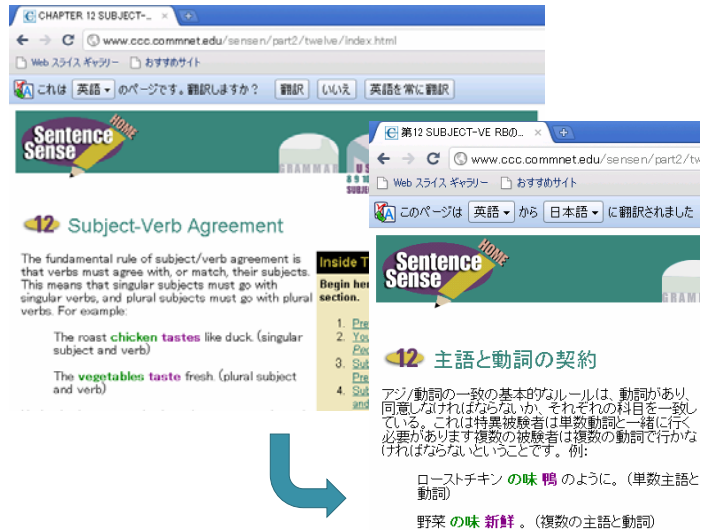 CHAPTER 12 SUBJECT-...
www.ccc.commnet.edu/sensen/part2/twelve/index.html
Web スライス ギャラリー おすすめサイト
これは 英語 のページです。翻訳しますか? 翻訳 いいえ 英語を常に翻訳
Sentence Sense HOME
GRAMMAR
12 Subject-Verb Agreement
The fundamental rule of subject/verb agreement is
that verbs must agree with, or match, their subjects.
This means that singular subjects must go with
singular verbs, and plural subjects must go with plural
verbs. For example:
The roast chicken tastes like duck. (singular
subject and verb)
The vegetables taste fresh. (plural subject
and verb)
Inside T
Begin her
section.
1. Pre
2. You
3. Sub
Pre
4. Sub
and
第12 SUBJECT-VE RBの...
www.ccc.commnet.edu/sensen/part2/tw
Web スライス ギャラリー おすすめサイト
このページは 英語 から 日本語 に翻訳されました
Sentence Sense HOME
GRAM
12 主語と動詞の契約
アジ/動詞の一致の基本的なルールは、動詞があり、
同意しなければならないか、それぞれの科目を一致し
ている。これは特異被験者は単数動詞と一緒に行く
必要があります複数の被験者は複数の動詞で行かな
ければならないということです。例:
ローストチキン の味 鴨 のように。(単数主語と
動詞)
野菜 の味 新鮮 。(複数の主語と動詞)